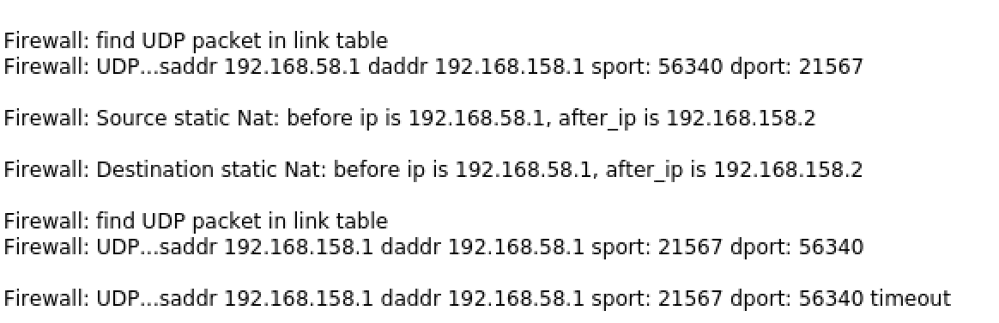 Firewall: find UDP packet in link table
Firewall: UDP...saddr 192.168.58.1 daddr 192.168.158.1 sport: 56340 dport: 21567
Firewall: Source static Nat: before ip is 192.168.58.1, after_ip is 192.168.158.2
Firewall: Destination static Nat: before ip is 192.168.58.1, after_ip is 192.168.158.2
Firewall: find UDP packet in link table
Firewall: UDP...saddr 192.168.158.1 daddr 192.168.58.1 sport: 21567 dport: 56340
Firewall: UDP...saddr 192.168.158.1 daddr 192.168.58.1 sport: 21567 dport: 56340 timeout